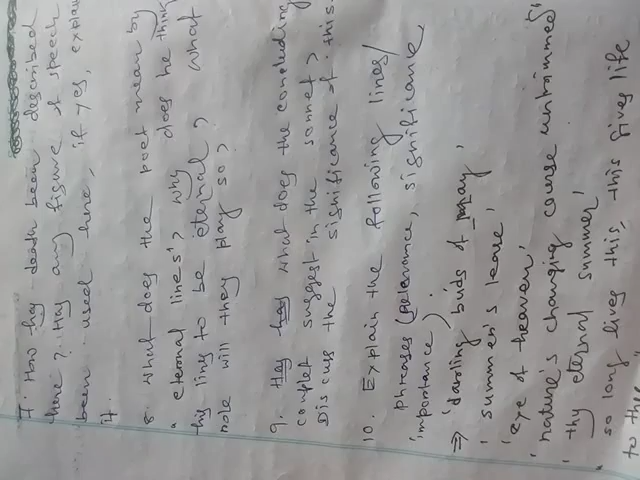 7. How has death been described
here? Has any figure of speech
been used here, if yes, explain
it.
8. what does the poet mean by
"eternal lines'? why does he think
his lines to be eternal? what
role will they play so?
9. what does the concluding
couplet suggest in the sonnet?
Discuss the significance of this.
10. Explain the following lines/
phrases (relevance, significance
'importance).
⇒ 'darling buds of may',
'summer's lease',
'eye of heaven',
'nature's changing course untrimmed'
'thy eternal summer',
"so long lives this, this gives life
to thee